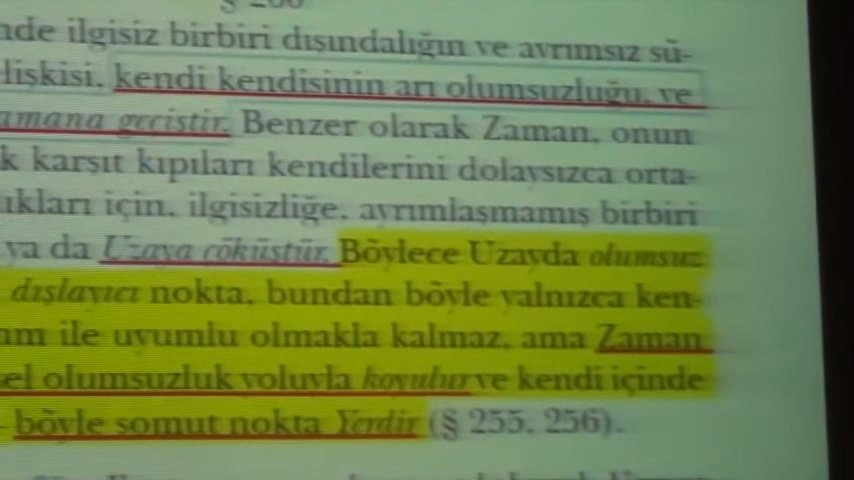 § 260
nde ilgisiz birbiri dışındalığın ve ayrımsız sü-
lişkisi, kendi kendisinin arı olumsuzluğu, ve
amana geçiştir. Benzer olarak Zaman, onun
k karşıt kıpıları kendilerini dolaysızca orta-
ıkları için, ilgisizliğe, ayrımlaşmamış birbiri
ya da Uzaya çöküştür. Böylece Uzayda olumsuz
dışlayıcı nokta, bundan böyle yalnızca ken-
am ile uyumlu olmakla kalmaz, ama Zaman
el olumsuzluk yoluyla koyulur ve kendi içinde
böyle somut nokta Yerdir (§ 255, 256).